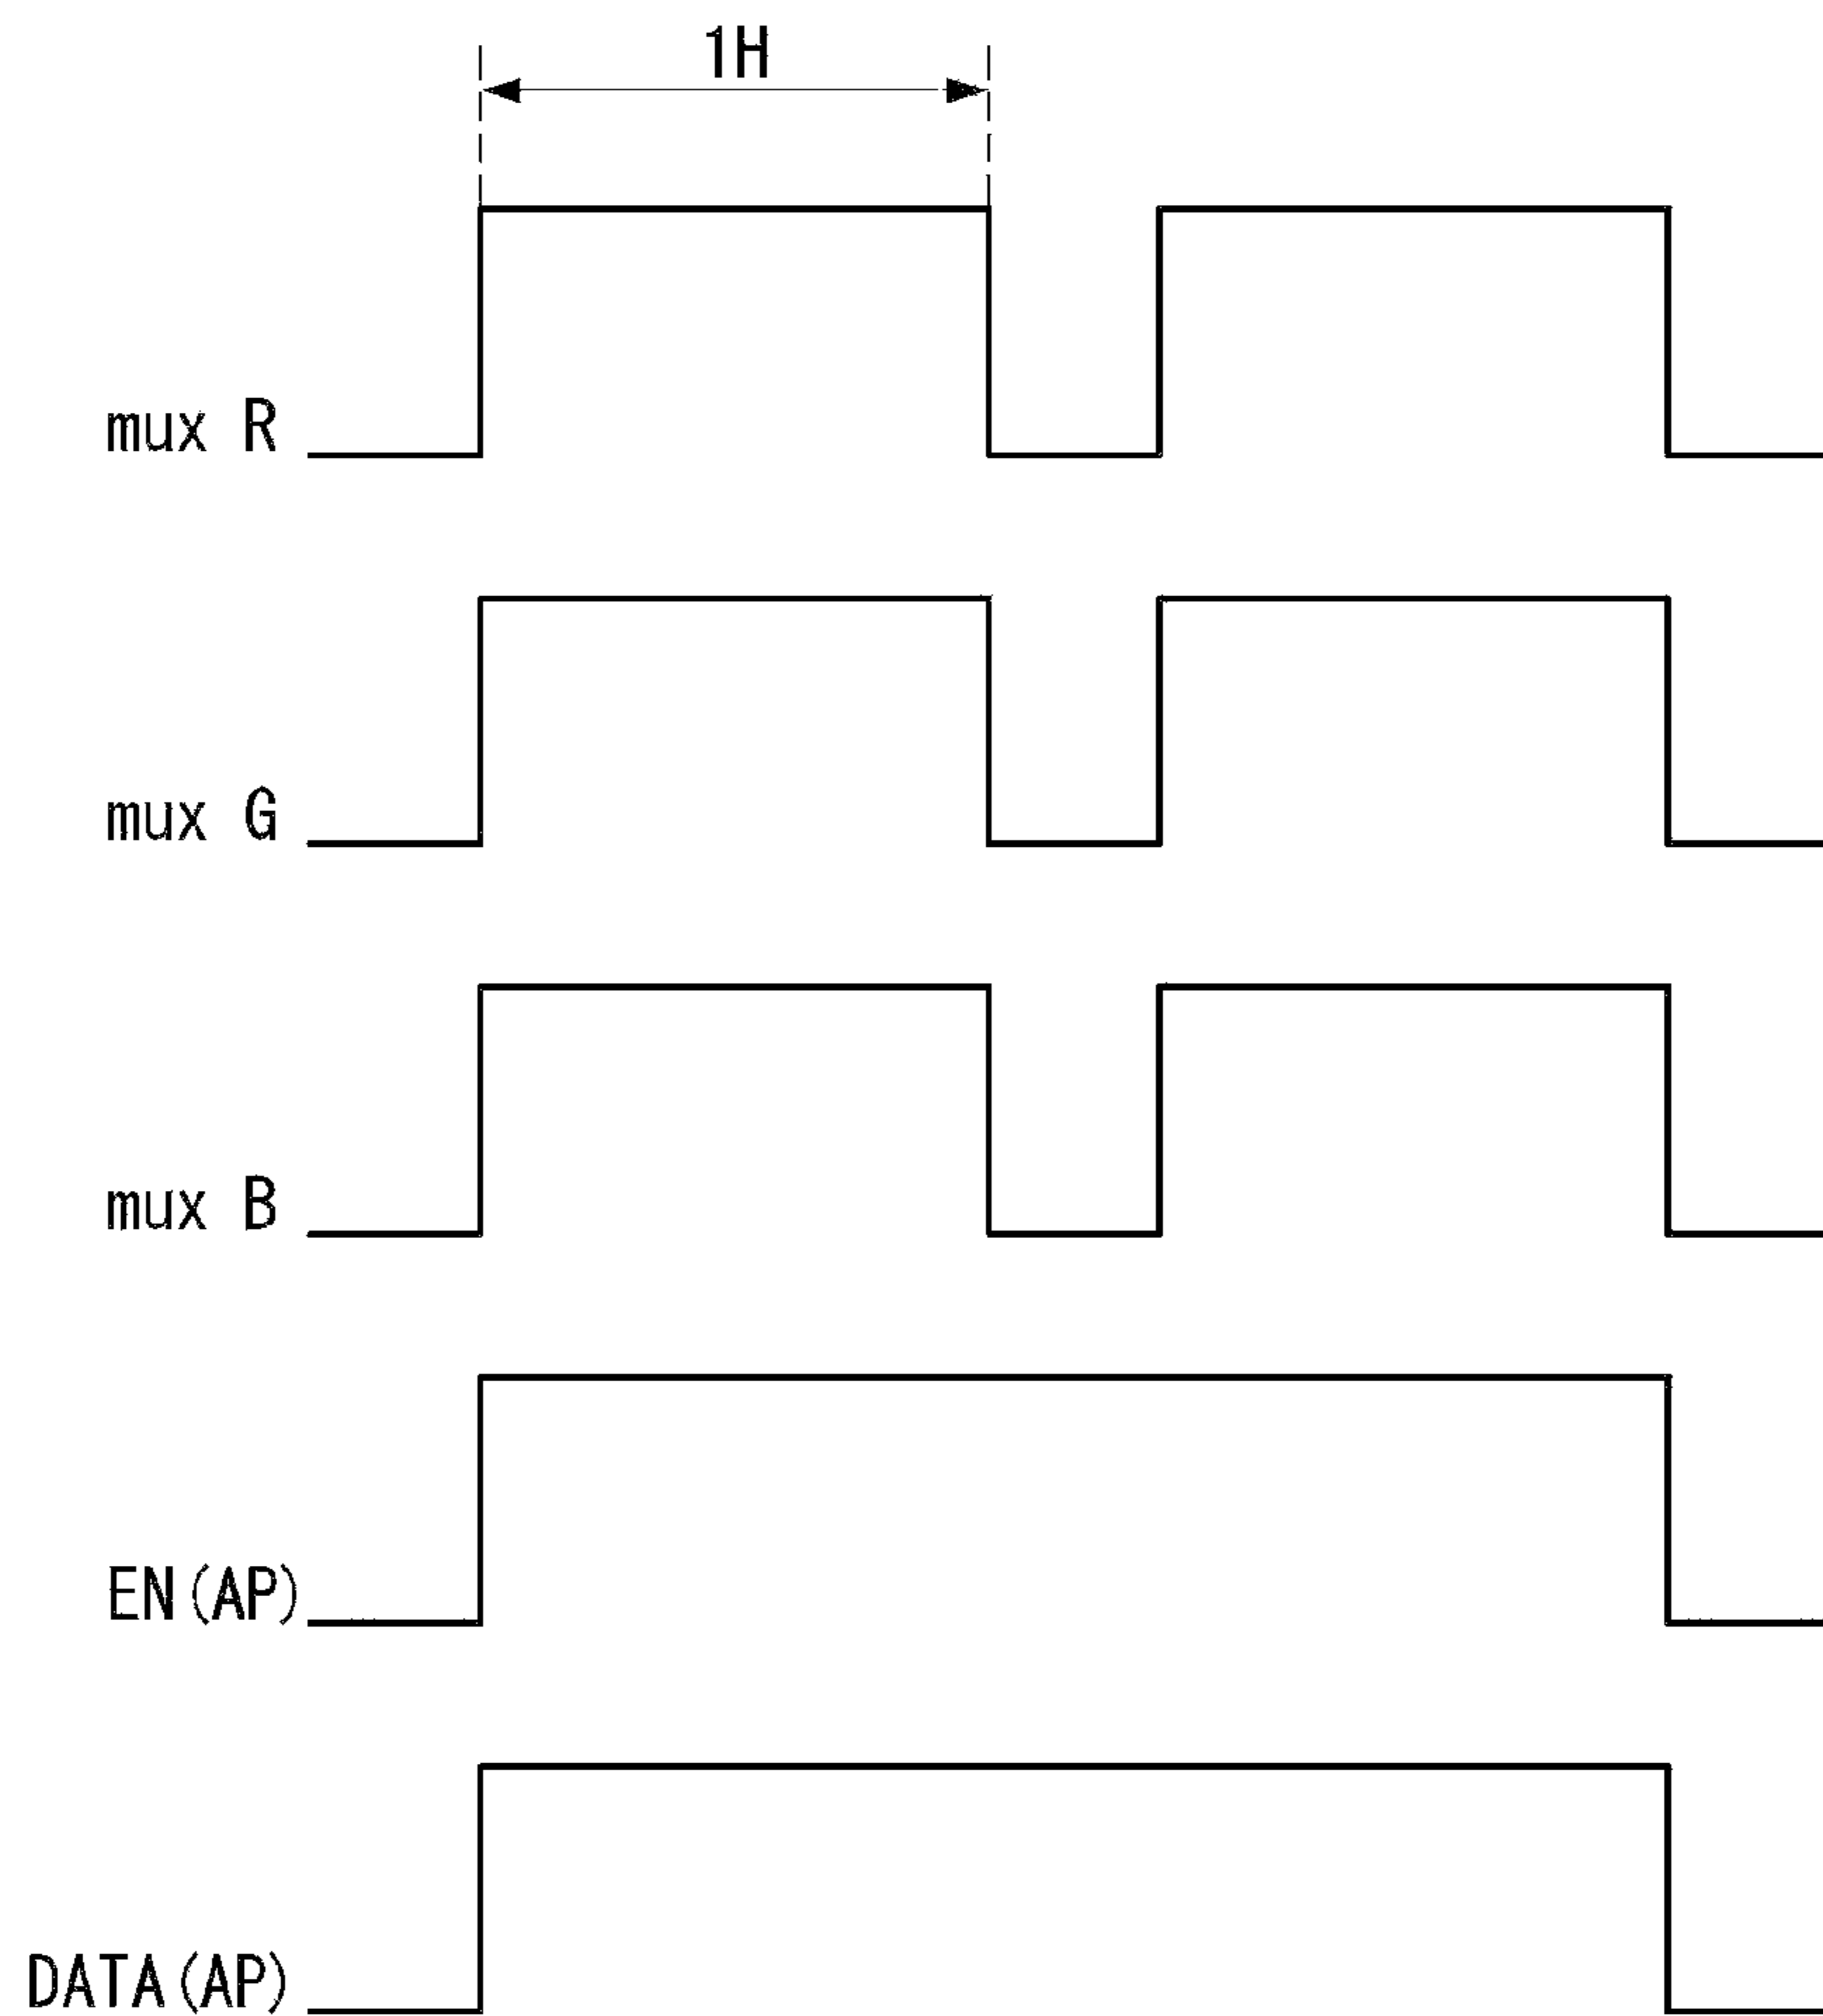 1H
mux R
mux G
mux B
EN(AP)
DATA(AP)